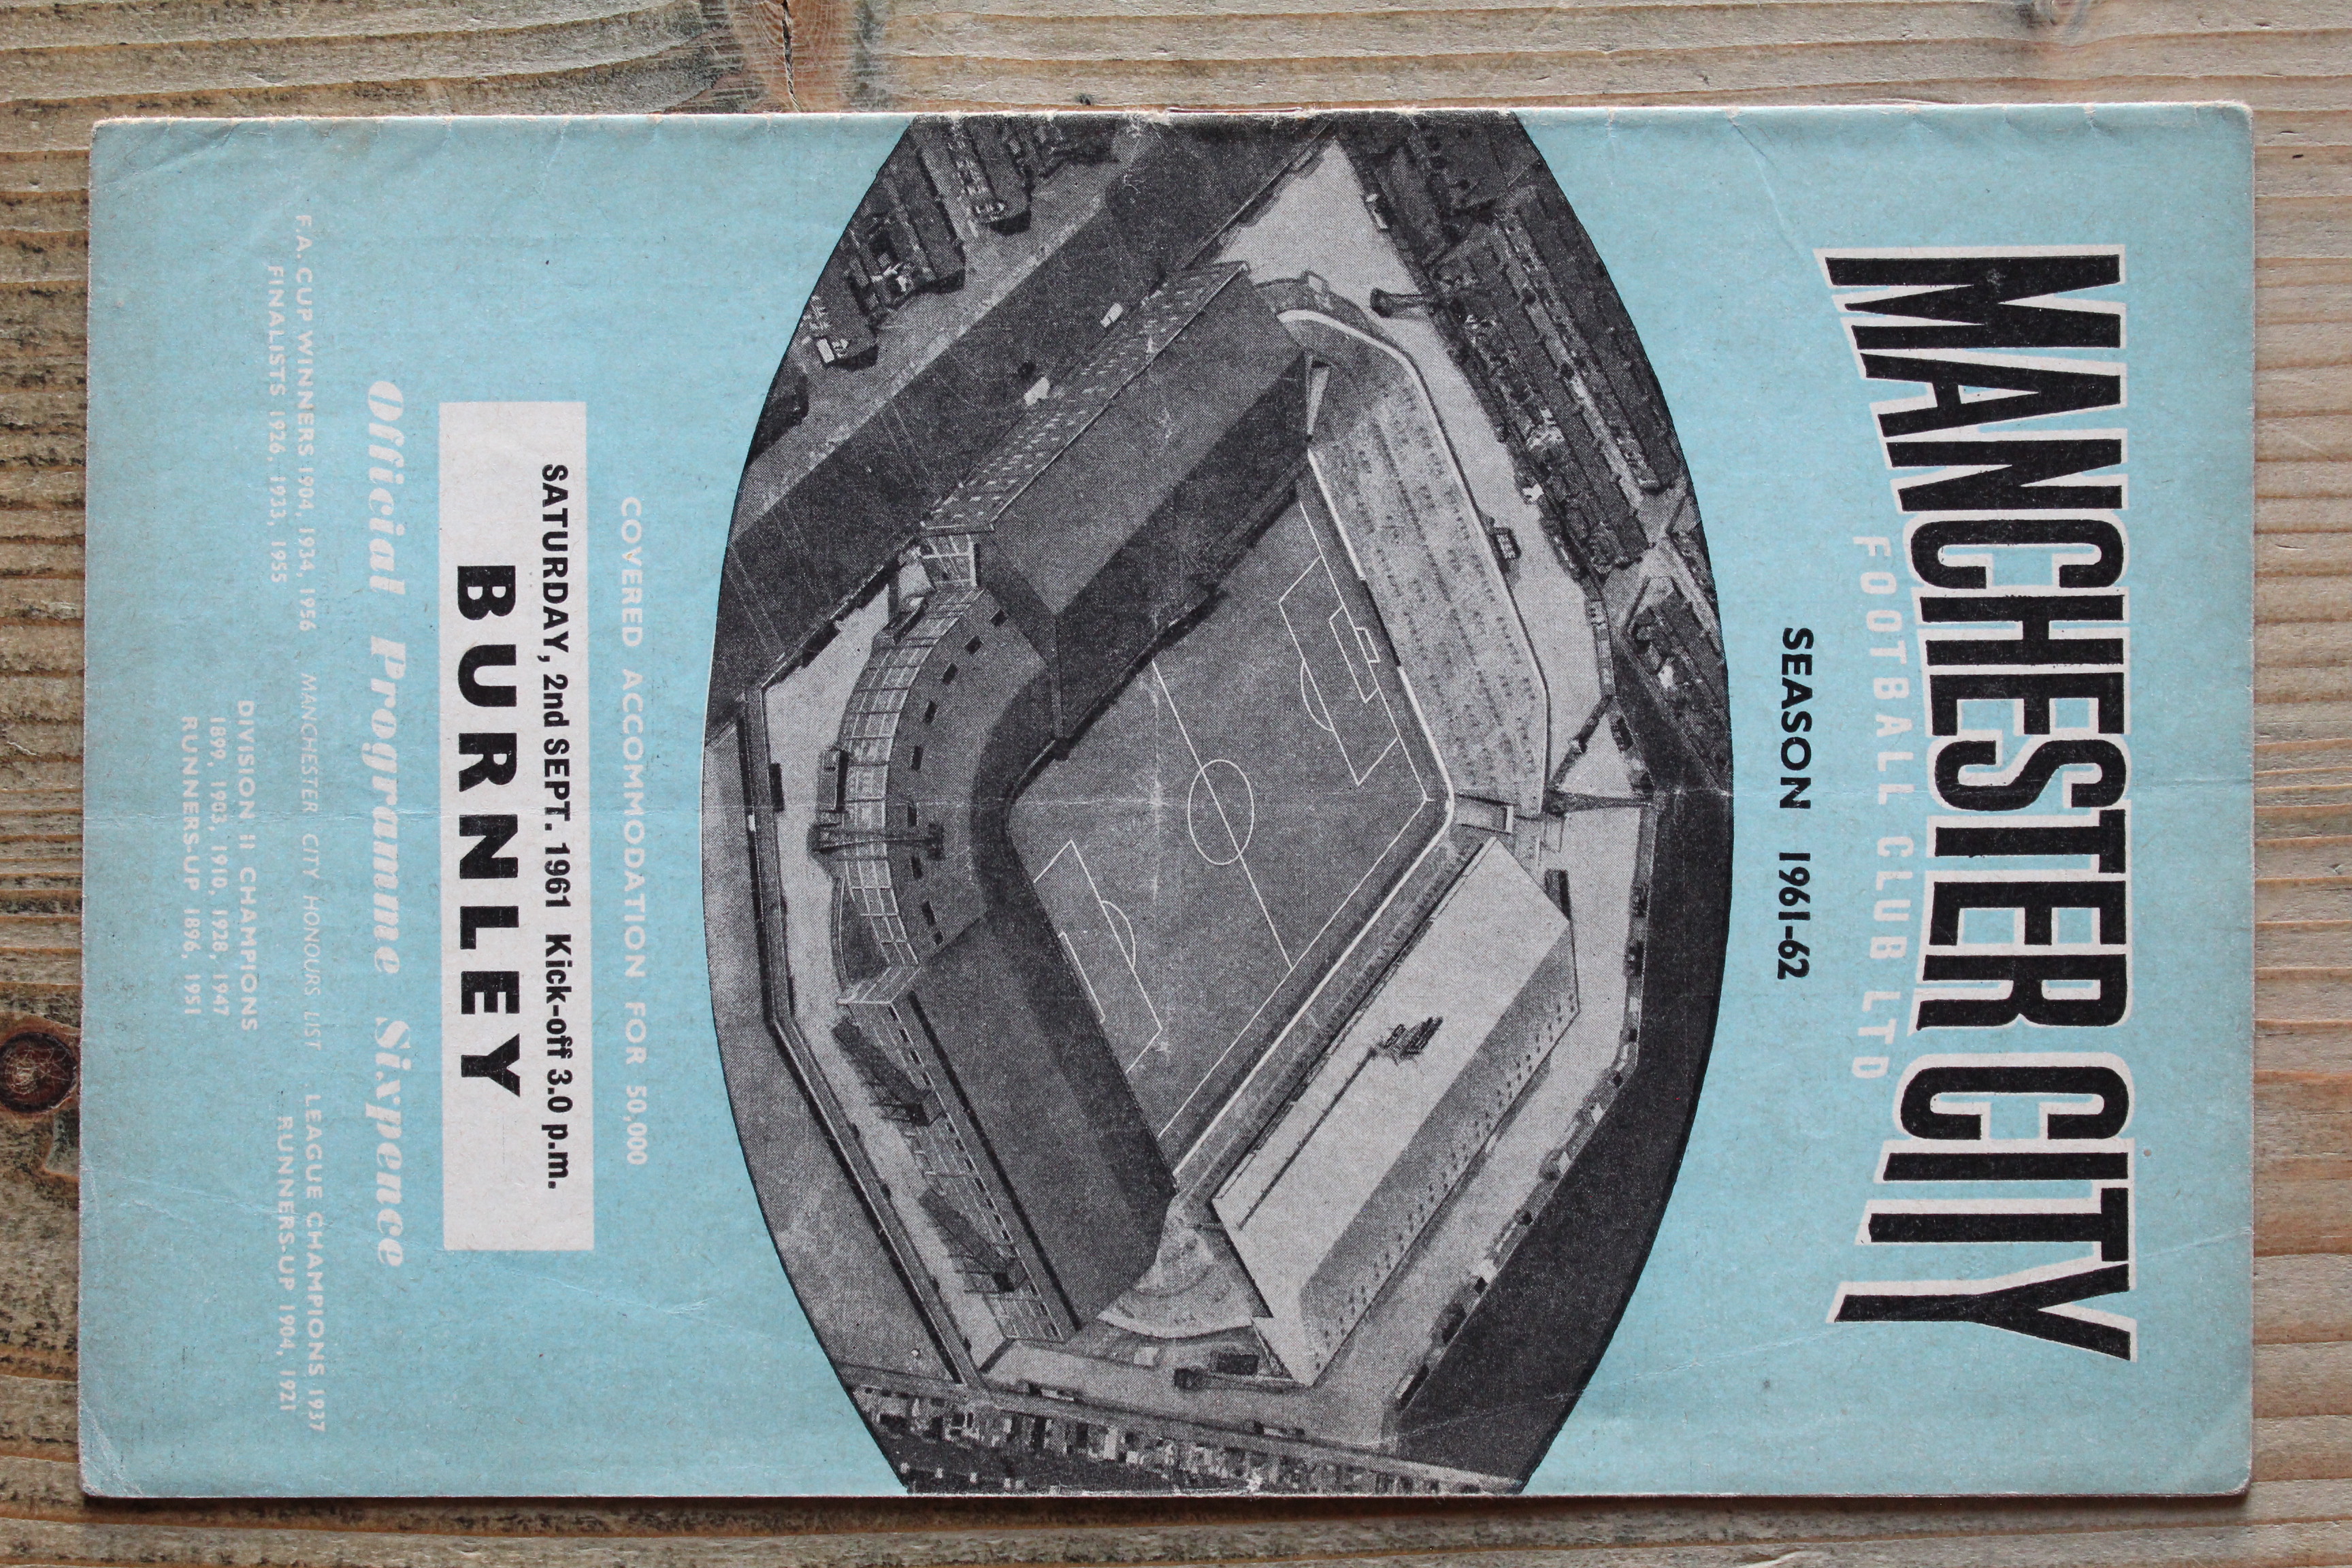 MANCHESTER CITY
FOOTBALL CLUB LTD
SEASON 1961-62
COVERED ACCOMMODATION FOR 50,000
SATURDAY, 2nd SEPT. 1961 Kick-off 3.0 p.m.
BURNLEY
Official Programme Sixpence
MANCHESTER CITY HONOURS LIST
F.A. CUP WINNERS 1904, 1934, 1956
FINALISTS 1926, 1933, 1955
LEAGUE CHAMPIONS 1937
RUNNERS-UP 1904, 1921
DIVISION II CHAMPIONS
1899, 1903, 1910, 1928, 1947
RUNNERS-UP 1896, 1951